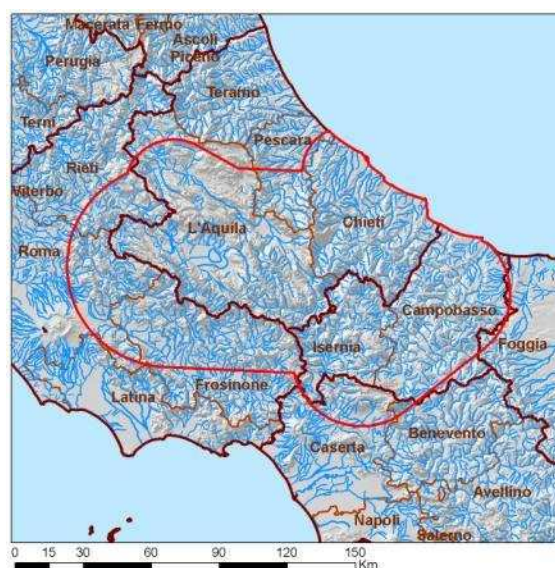 Macerata Fermo
Ascoli
Piceno
Perugia
Teramo
Terni
Pescara
Rieti
Viterbo
L'Aquila
Chieti
Roma
Campobasso
Isernia
Foggia
Frosinone
Latina
Caserta
Benevento
Avellino
Napoli
Salerno
0 15 30 60 90 120 150
Km